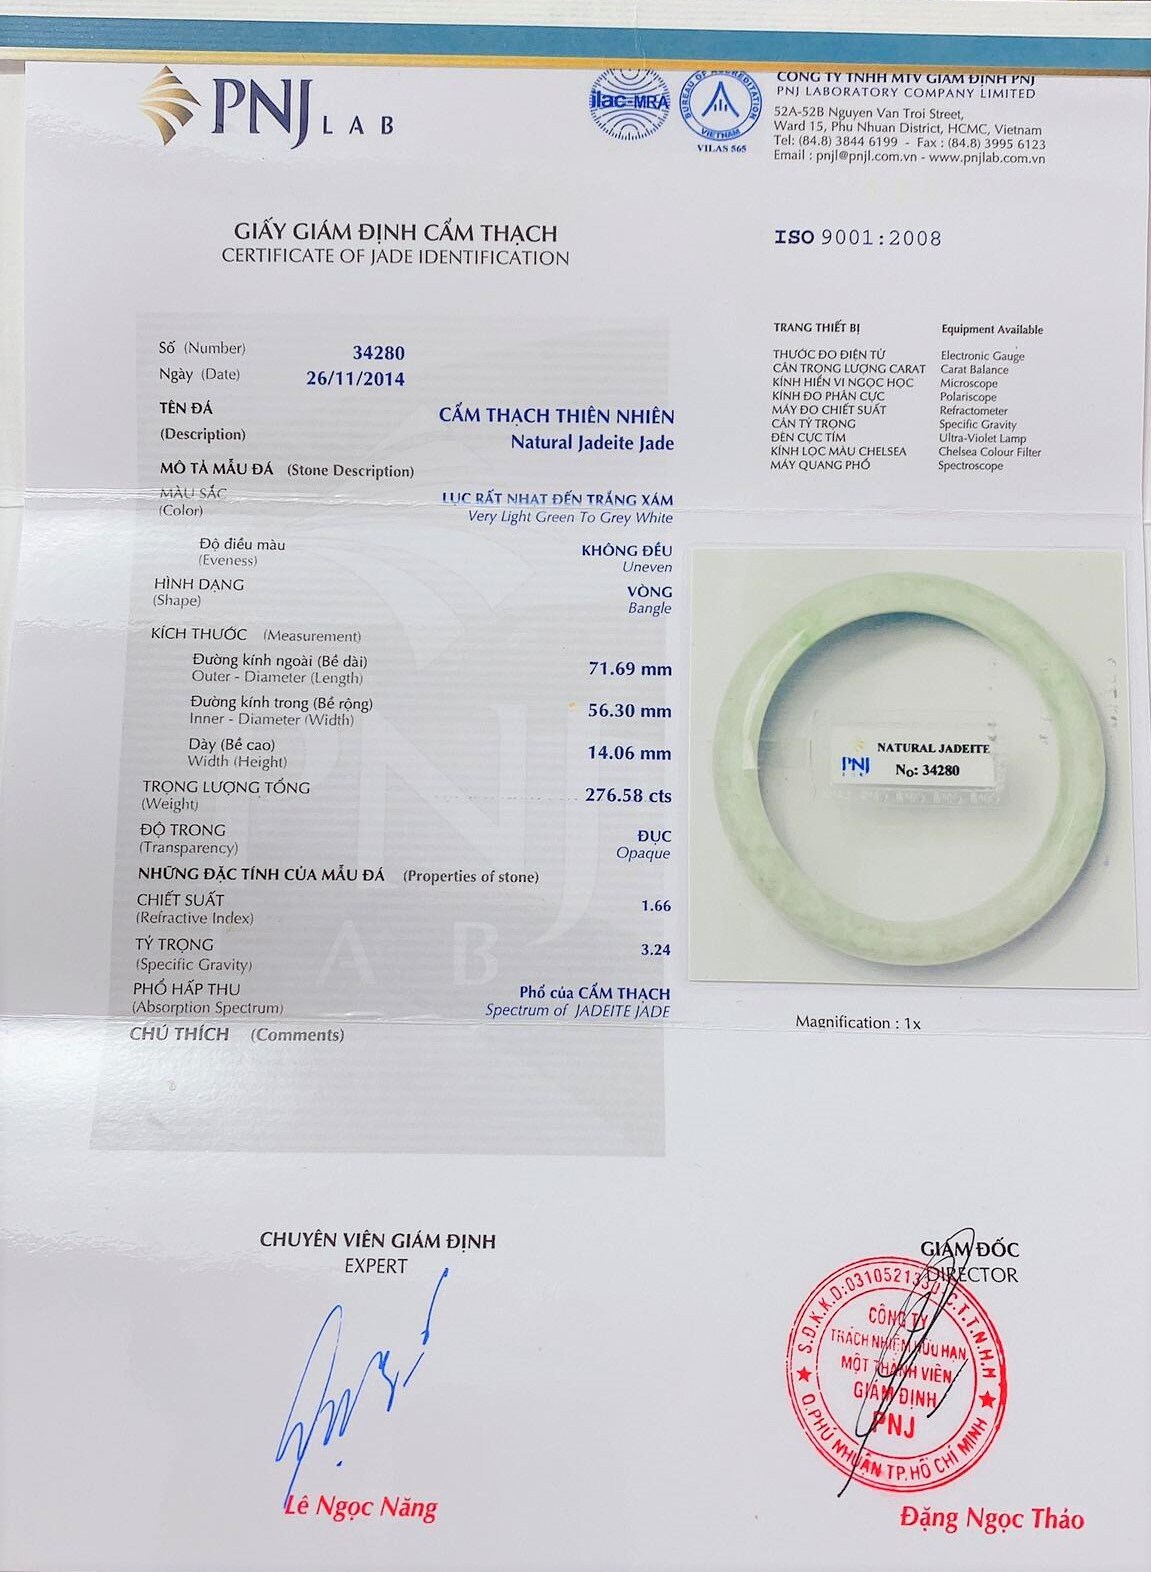 PNJ LAB
ilac-MRA
BUREAU OF ACCREDITATION
VIETNAM
VILAS 565
CÔNG TY TNHH MTV GIÁM ĐỊNH PNJ
PNJ LABORATORY COMPANY LIMITED
52A-52B Nguyen Van Troi Street,
Ward 15, Phu Nhuan District, HCMC, Vietnam
Tel: (84.8) 3844 6199 - Fax : (84.8) 3995 6123
Email : pnjl@pnjl.com.vn - www.pnjlab.com.vn
GIẤY GIÁM ĐỊNH CẨM THẠCH
CERTIFICATE OF JADE IDENTIFICATION
ISO 9001:2008
TRANG THIẾT BỊ Equipment Available
THƯỚC ĐO ĐIỆN TỬ Electronic Gauge
CÂN TRỌNG LƯỢNG CARAT Carat Balance
KÍNH HIỂN VI NGỌC HỌC Microscope
KÍNH ĐO PHÂN CỰC Polariscope
MÁY ĐO CHIẾT SUẤT Refractometer
CÂN TỶ TRỌNG Specific Gravity
ĐÈN CỰC TÍM Ultra-Violet Lamp
KÍNH LỌC MÀU CHELSEA Chelsea Colour Filter
MÁY QUANG PHỔ Spectroscope
Số (Number) 34280
Ngày (Date) 26/11/2014
TÊN ĐÁ CẨM THẠCH THIÊN NHIÊN
(Description) Natural Jadeite Jade
MÔ TẢ MẪU ĐÁ (Stone Description)
MÀU SẮC LỤC RẤT NHẠT ĐẾN TRẮNG XÁM
(Color) Very Light Green To Grey White
Độ điều màu KHÔNG ĐỀU
(Eveness) Uneven
HÌNH DẠNG VÒNG
(Shape) Bangle
KÍCH THƯỚC (Measurement)
Đường kính ngoài (Bề dài) 71.69 mm
Outer - Diameter (Length)
Đường kính trong (Bề rộng) 56.30 mm
Inner - Diameter (Width)
Dày (Bề cao) 14.06 mm
Width (Height)
TRỌNG LƯỢNG TỔNG 276.58 cts
(Weight)
ĐỘ TRONG ĐỤC
(Transparency) Opaque
NHỮNG ĐẶC TÍNH CỦA MẪU ĐÁ (Properties of stone)
CHIẾT SUẤT 1.66
(Refractive Index)
TỶ TRỌNG 3.24
(Specific Gravity)
PHỔ HẤP THU Phổ của CẨM THẠCH
(Absorption Spectrum) Spectrum of JADEITE JADE
CHÚ THÍCH (Comments)
PNJ
LAB
NATURAL JADEITE
No: 34280
Magnification : 1x
CHUYÊN VIÊN GIÁM ĐỊNH
EXPERT
Lê Ngọc Năng
GIÁM ĐỐC
DIRECTOR
S.D.K.K.D:0310521330 C.T.T.N.H.H
CÔNG TY
TRÁCH NHIỆM HỮU HẠN
MỘT THÀNH VIÊN
GIÁM ĐỊNH
PNJ
Q.PHÚ NHUẬN TP.HỒ CHÍ MINH
Đặng Ngọc Thảo